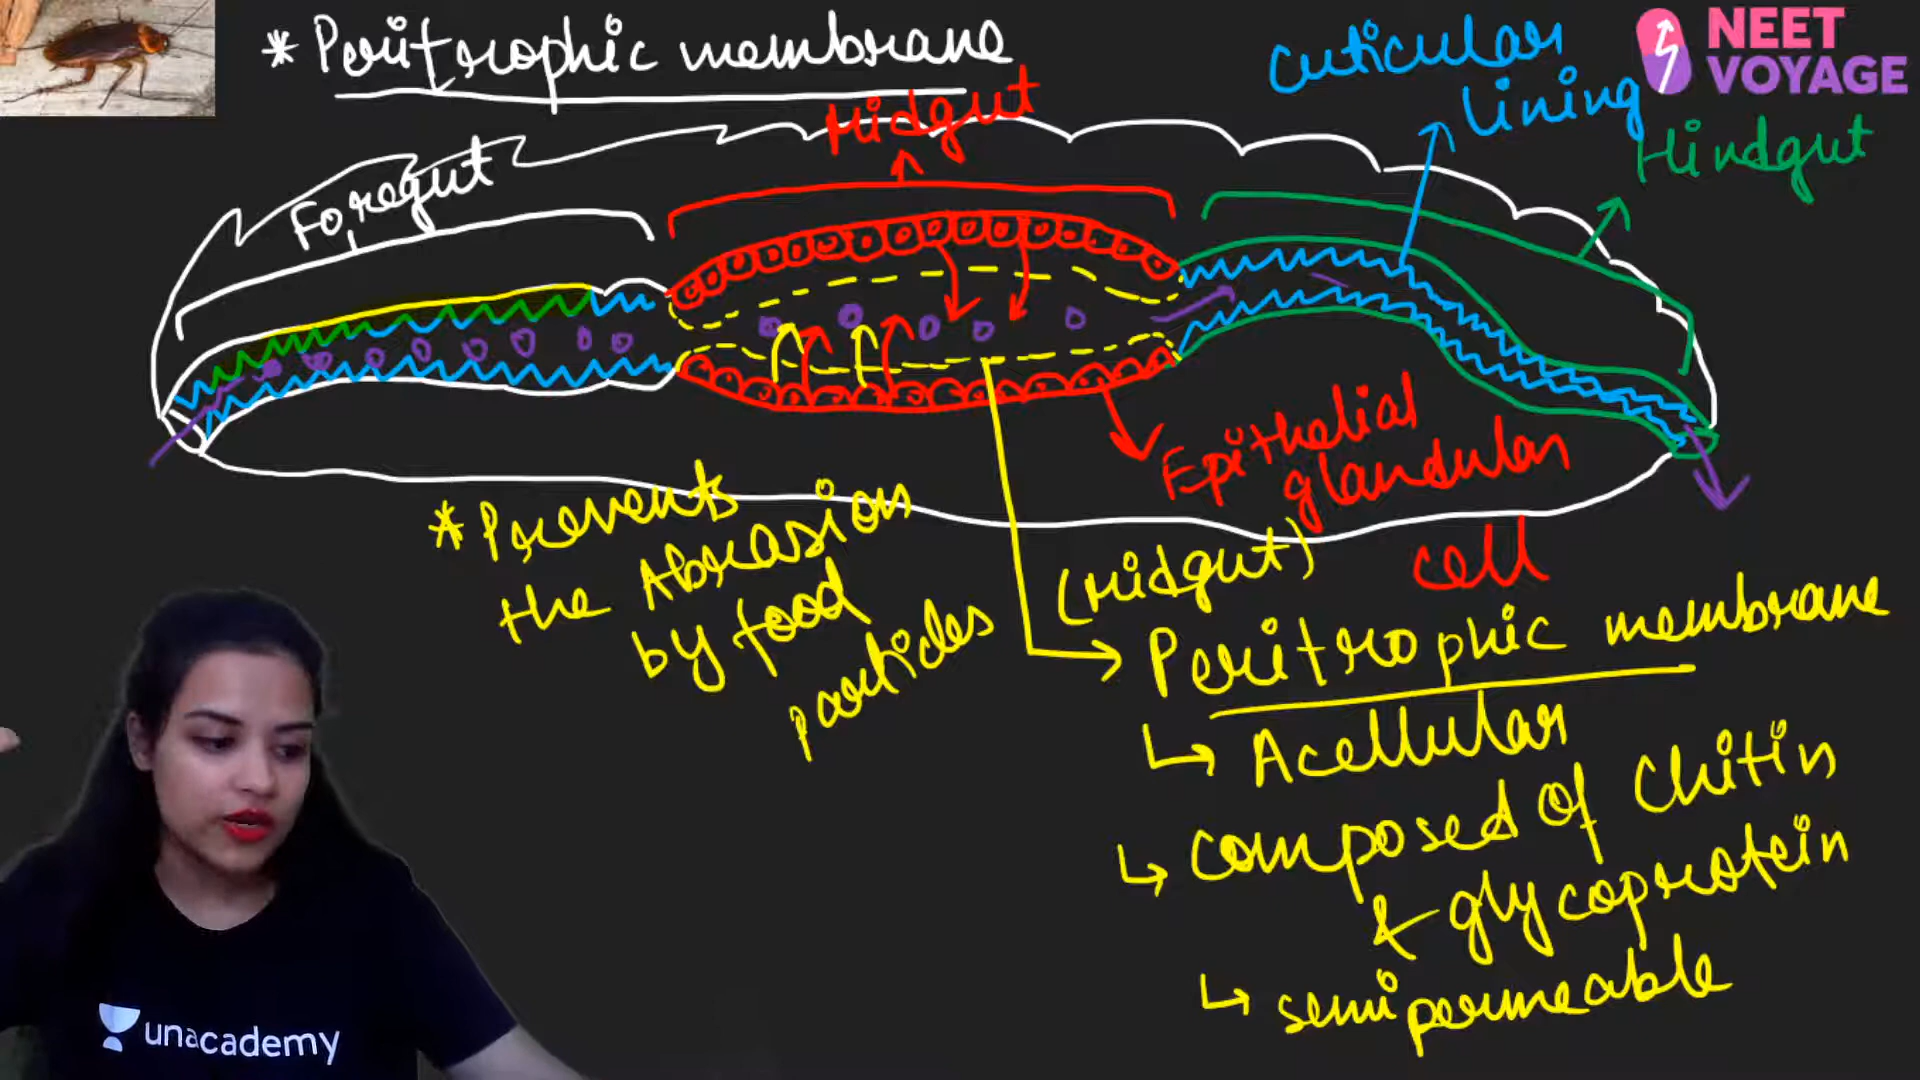 * Peritrophic membrane
NEET
VOYAGE
cuticular
lining
Midgut
Hindgut
Foregut
Epithelial
glandular
cell
* Prevents
the Abrasion
by food
particles
(Midgut)
Peritrophic membrane
↳ Acellular
↳ composed of chitin
& glycoprotein
↳ semipermeable
unacademy